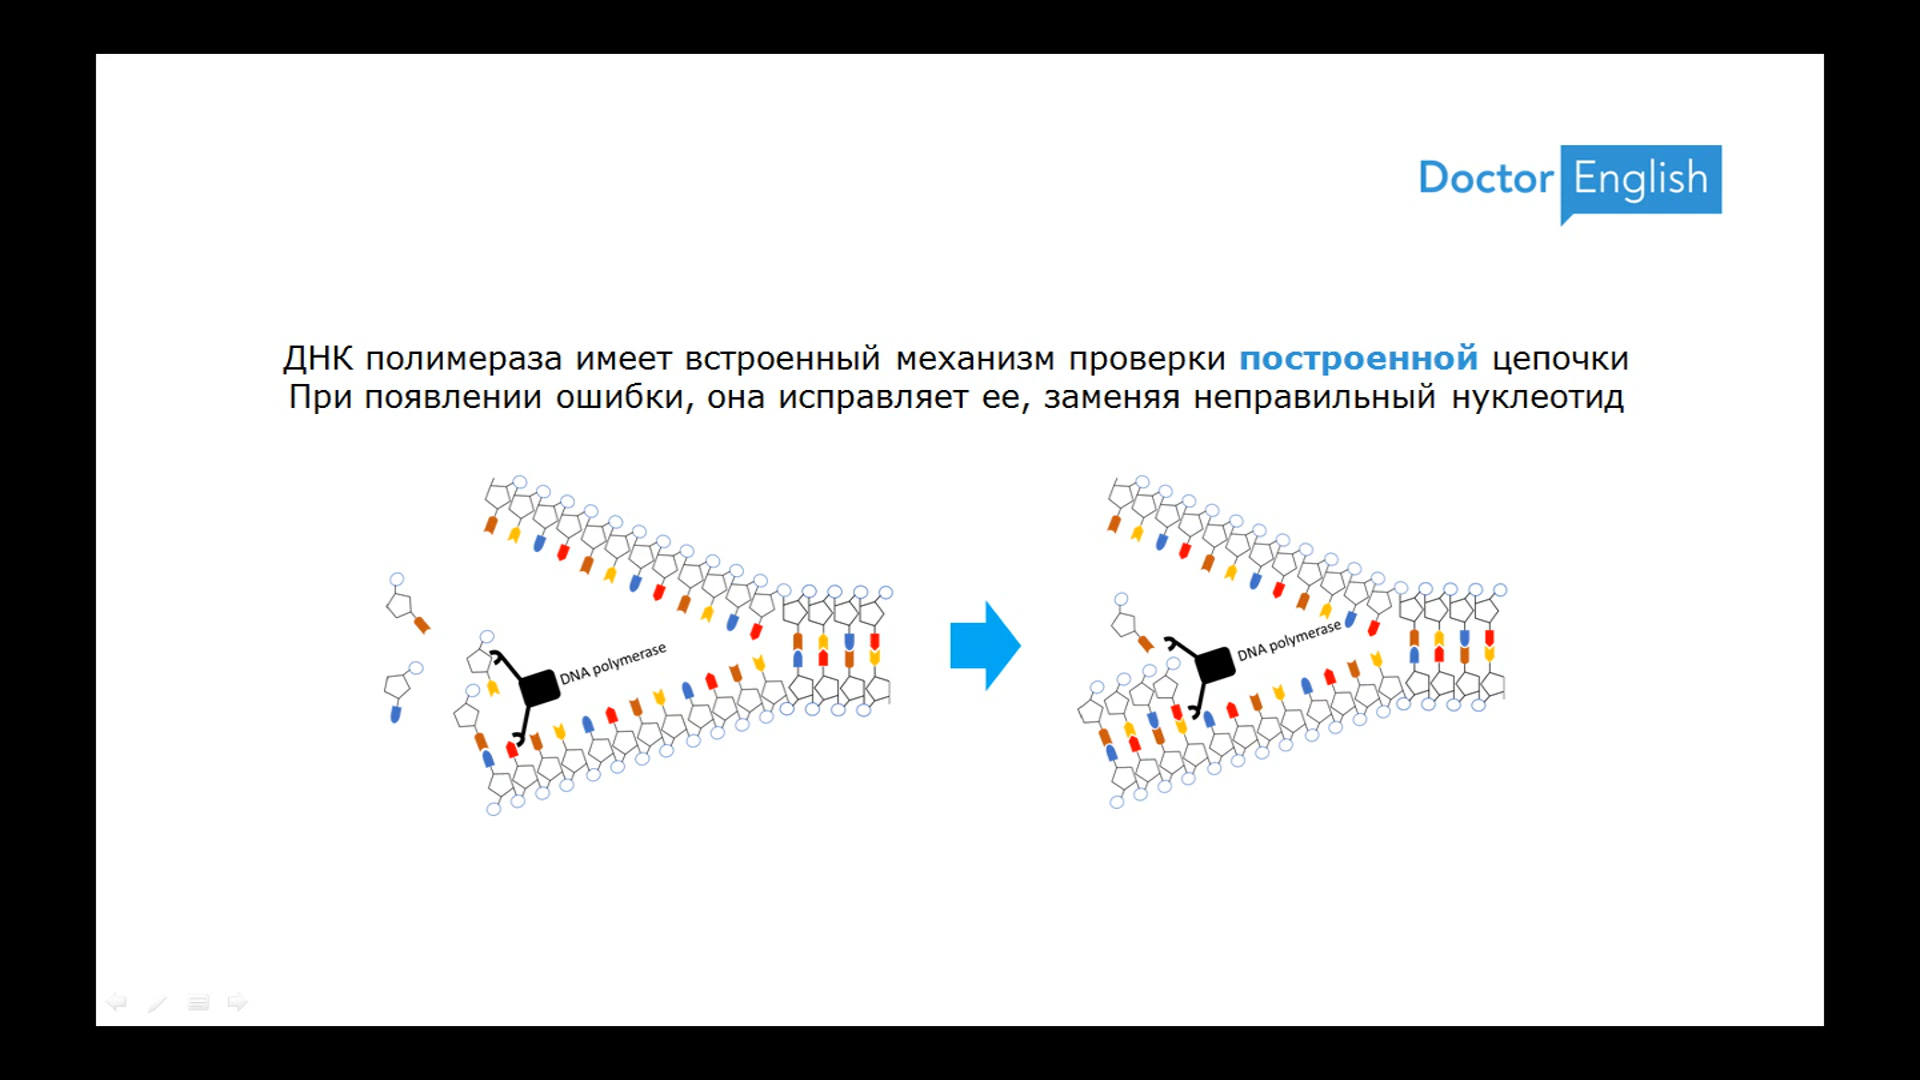 Doctor English
ДНК полимераза имеет встроенный механизм проверки построенной цепочки
При появлении ошибки, она исправляет ее, заменяя неправильный нуклеотид
DNA polymerase
DNA polymerase